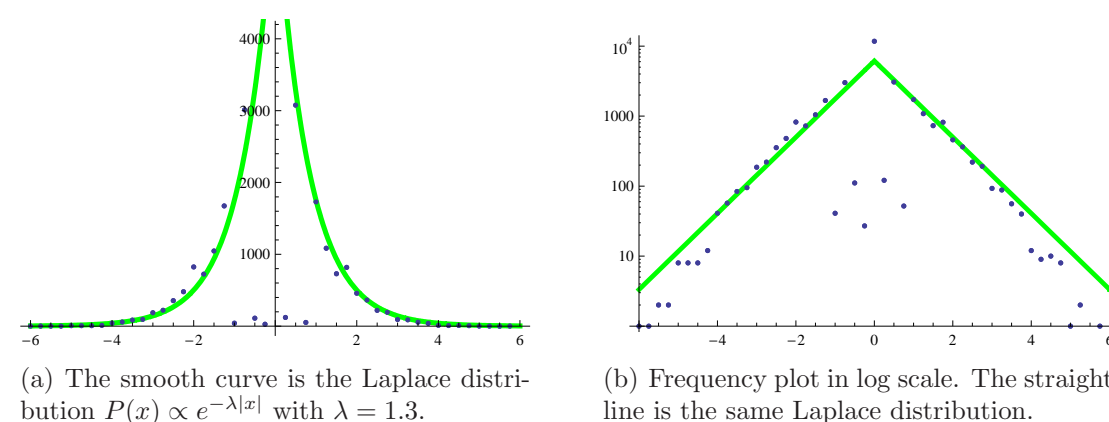 4000
3000
2000
1000
−6 −4 −2 2 4 6
10^4
1000
100
10
1
−4 −2 0 2 4 6
(a) The smooth curve is the Laplace distri-
bution P(x) ∝ e^{−λ|x|} with λ = 1.3.
(b) Frequency plot in log scale. The straight
line is the same Laplace distribution.